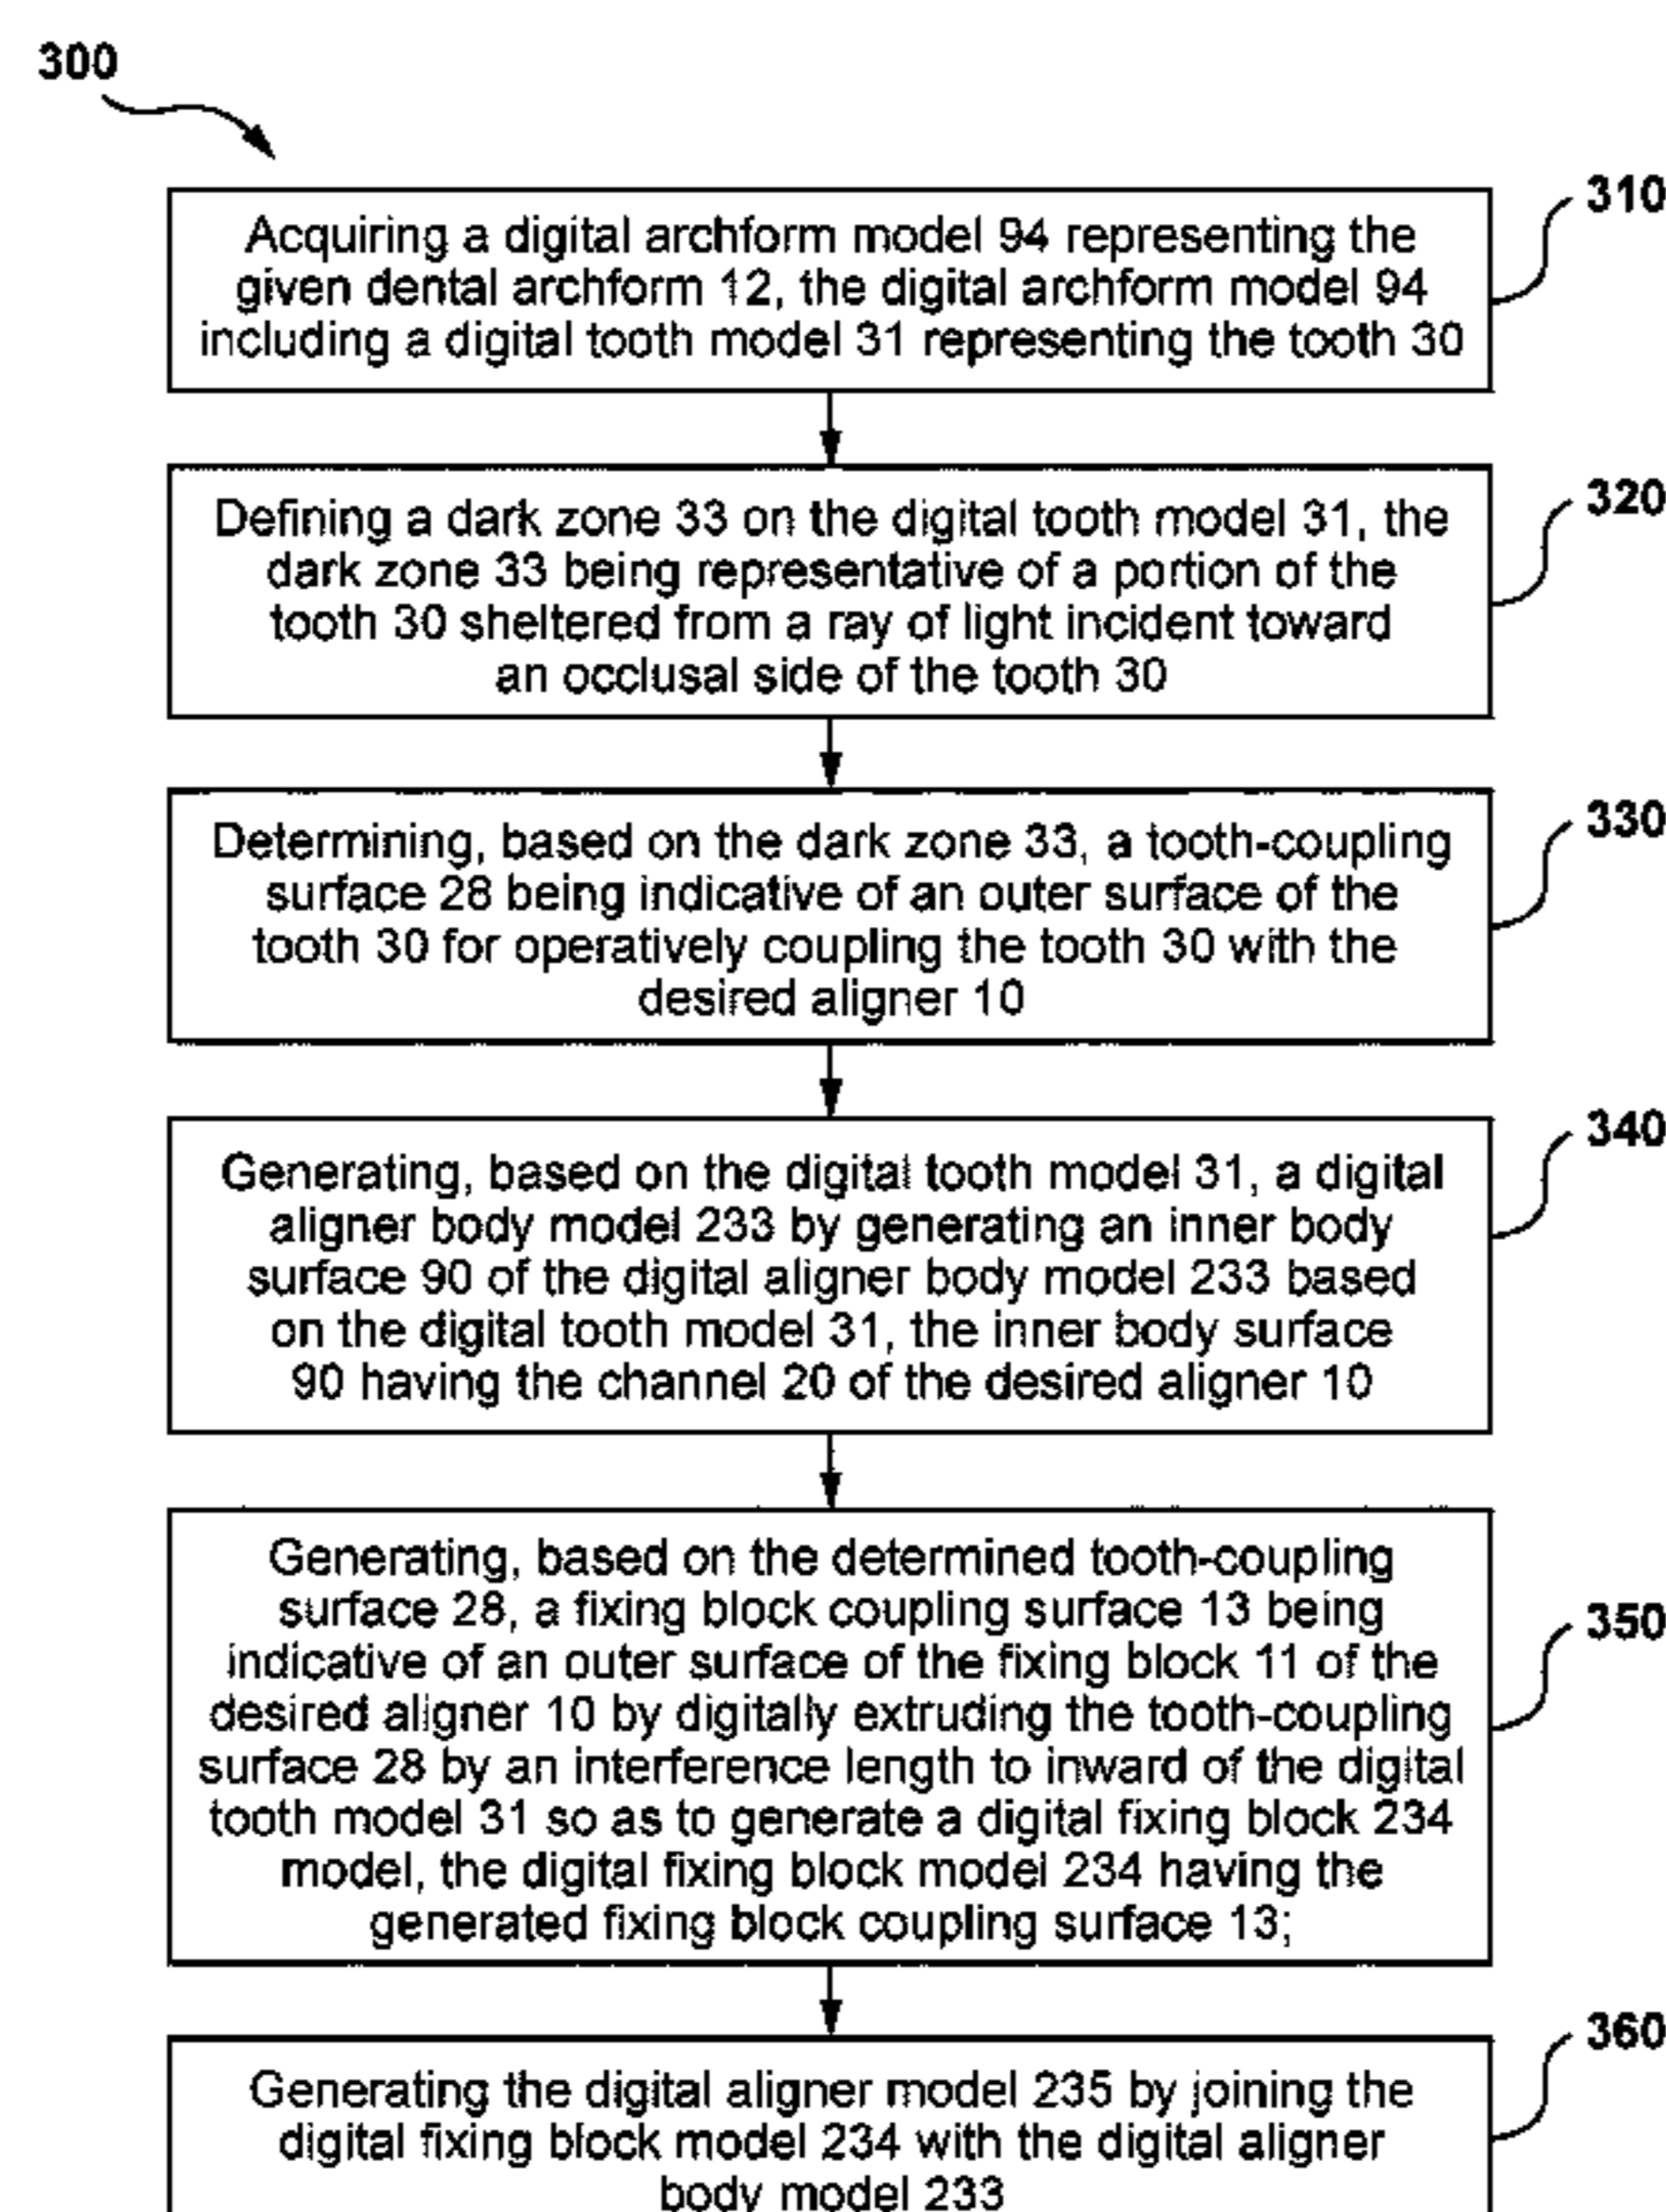 300
310
Acquiring a digital archform model 94 representing the
given dental archform 12, the digital archform model 94
including a digital tooth model 31 representing the tooth 30
320
Defining a dark zone 33 on the digital tooth model 31, the
dark zone 33 being representative of a portion of the
tooth 30 sheltered from a ray of light incident toward
an occlusal side of the tooth 30
330
Determining, based on the dark zone 33, a tooth-coupling
surface 28 being indicative of an outer surface of the
tooth 30 for operatively coupling the tooth 30 with the
desired aligner 10
340
Generating, based on the digital tooth model 31, a digital
aligner body model 233 by generating an inner body
surface 90 of the digital aligner body model 233 based
on the digital tooth model 31, the inner body surface
90 having the channel 20 of the desired aligner 10
350
Generating, based on the determined tooth-coupling
surface 28, a fixing block coupling surface 13 being
indicative of an outer surface of the fixing block 11 of the
desired aligner 10 by digitally extruding the tooth-coupling
surface 28 by an interference length to inward of the digital
tooth model 31 so as to generate a digital fixing block 234
model, the digital fixing block model 234 having the
generated fixing block coupling surface 13;
360
Generating the digital aligner model 235 by joining the
digital fixing block model 234 with the digital aligner
body model 233